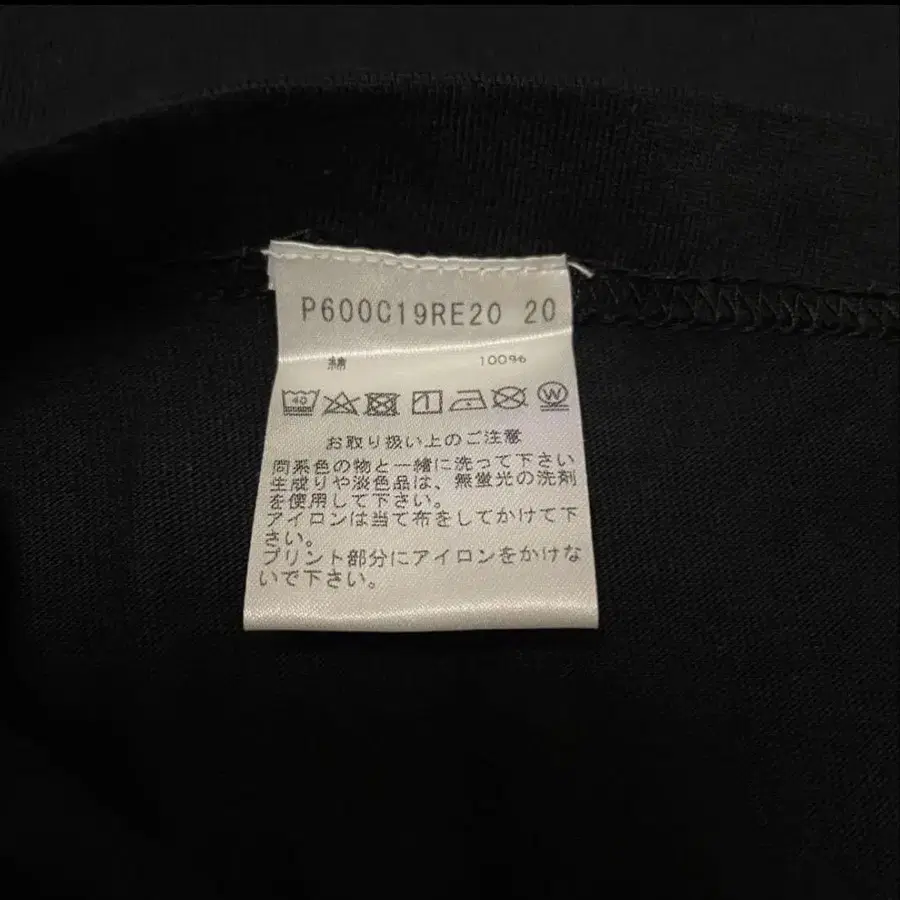 P600C19RE20 20
綿 100%
40 W
お取り扱い上のご注意
同系色の物と一緒に洗って下さい
生成りや淡色品は、無蛍光の洗剤
を使用して下さい。
アイロンは当て布をしてかけて下
さい。
プリント部分にアイロンをかけな
いで下さい。